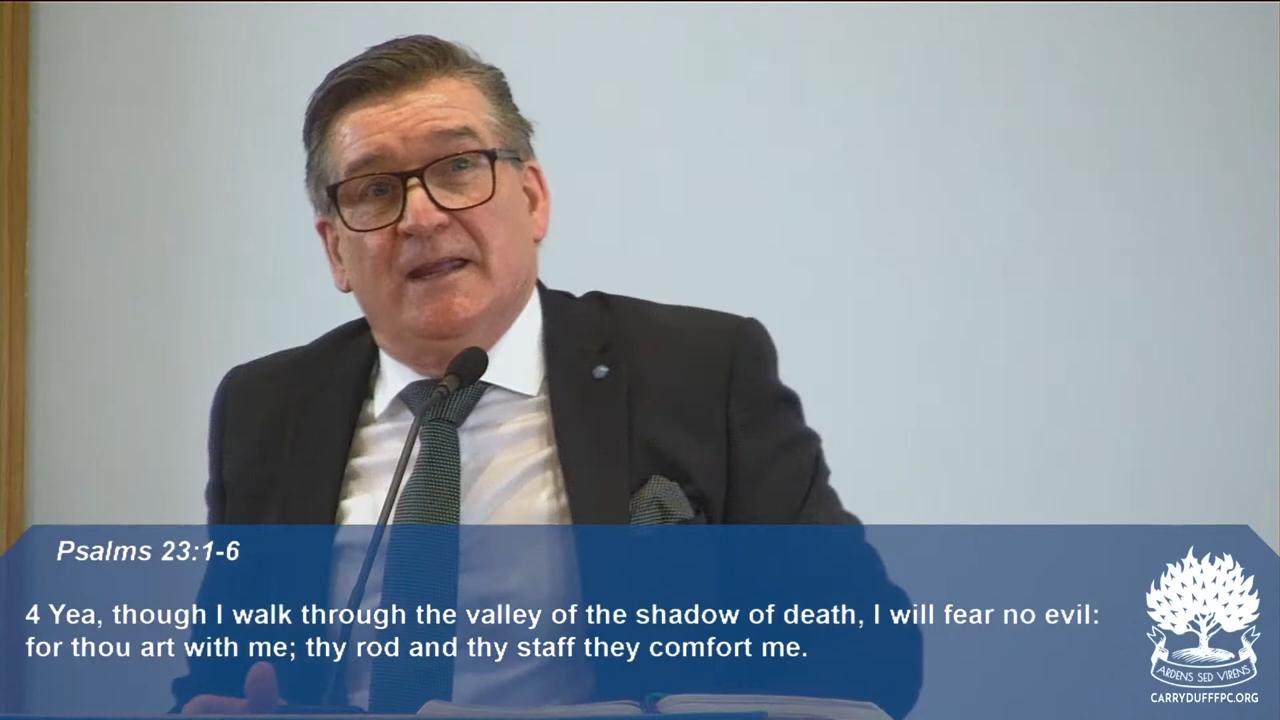 Psalms 23:1-6
4 Yea, though I walk through the valley of the shadow of death, I will fear no evil:
for thou art with me; thy rod and thy staff they comfort me.
ARDENS SED VIRENS
CARRYDUFFFPC.ORG